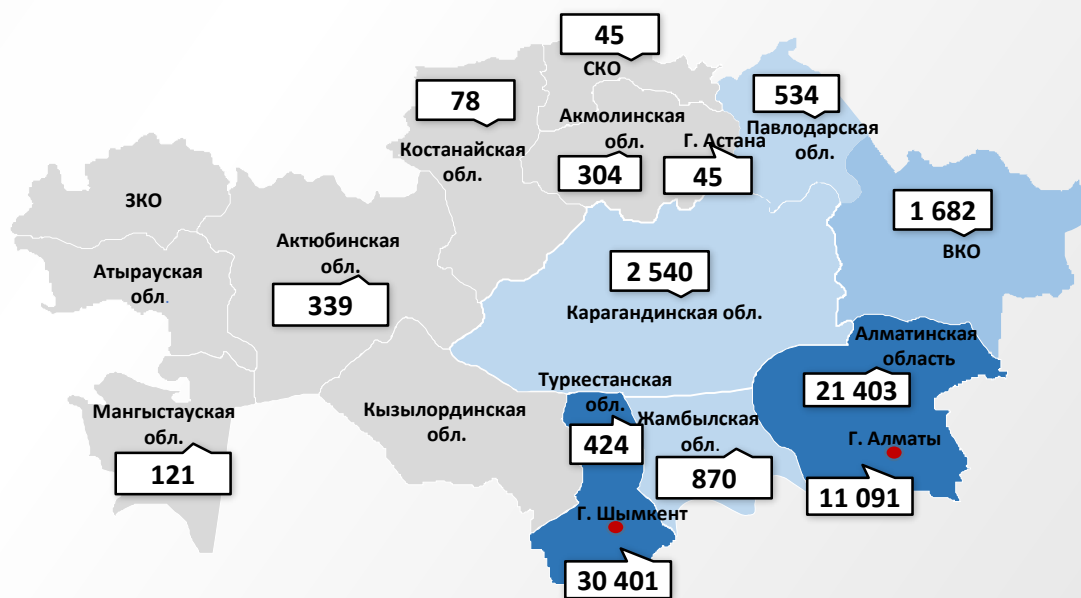 45
СКО
78
Костанайская
обл.
Акмолинская
обл.
304
Г. Астана
45
534
Павлодарская
обл.
1 682
ВКО
ЗКО
Атырауская
обл.
Актюбинская
обл.
339
2 540
Карагандинская обл.
Алматинская
область
21 403
Г. Алматы
11 091
Мангыстауская
обл.
121
Кызылординская
обл.
Туркестанская
обл.
424
Жамбылская
обл.
870
Г. Шымкент
30 401